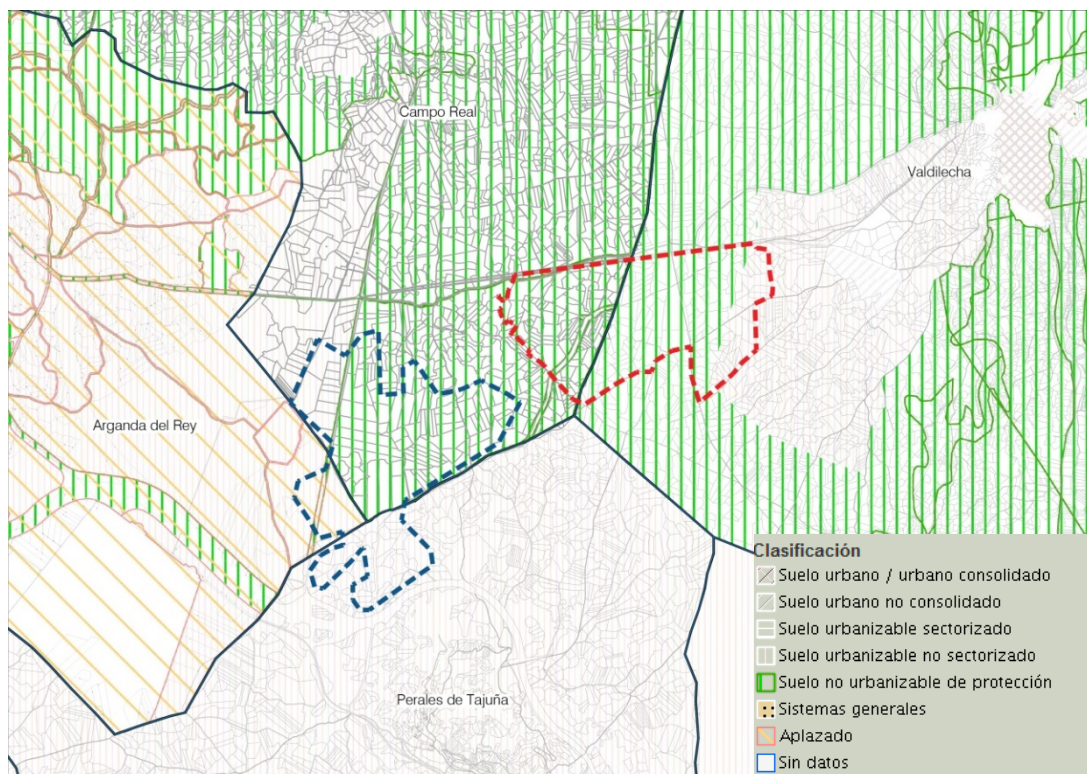 Campo Real
Valdilecha
Arganda del Rey
Perales de Tajuña
Clasificación
Suelo urbano / urbano consolidado
Suelo urbano no consolidado
Suelo urbanizable sectorizado
Suelo urbanizable no sectorizado
Suelo no urbanizable de protección
Sistemas generales
Aplazado
Sin datos